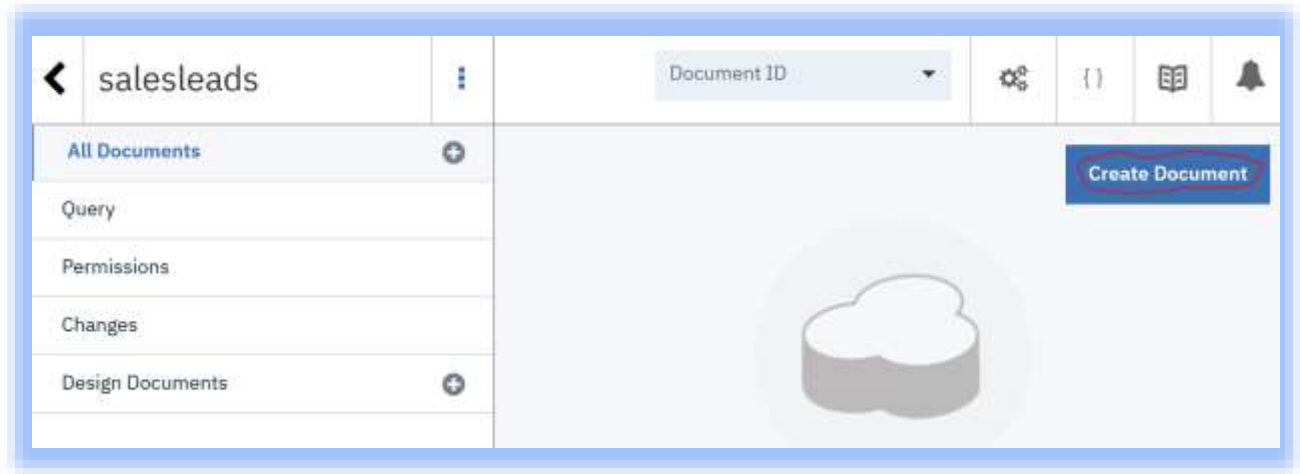 salesleads
Document ID
{ }
All Documents
Create Document
Query
Permissions
Changes
Design Documents